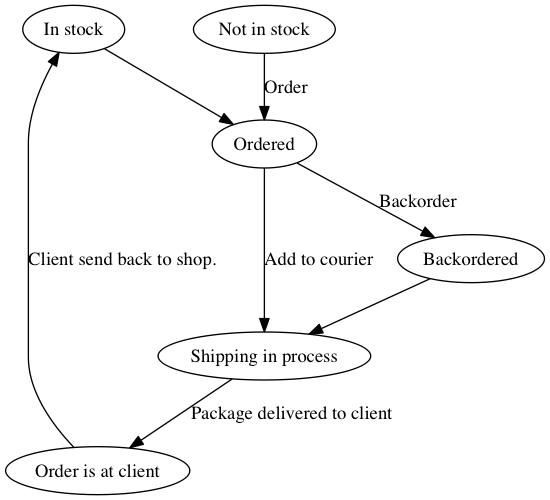 In stock
Not in stock
Order
Ordered
Backorder
Client send back to shop.
Add to courier
Backordered
Shipping in process
Package delivered to client
Order is at client